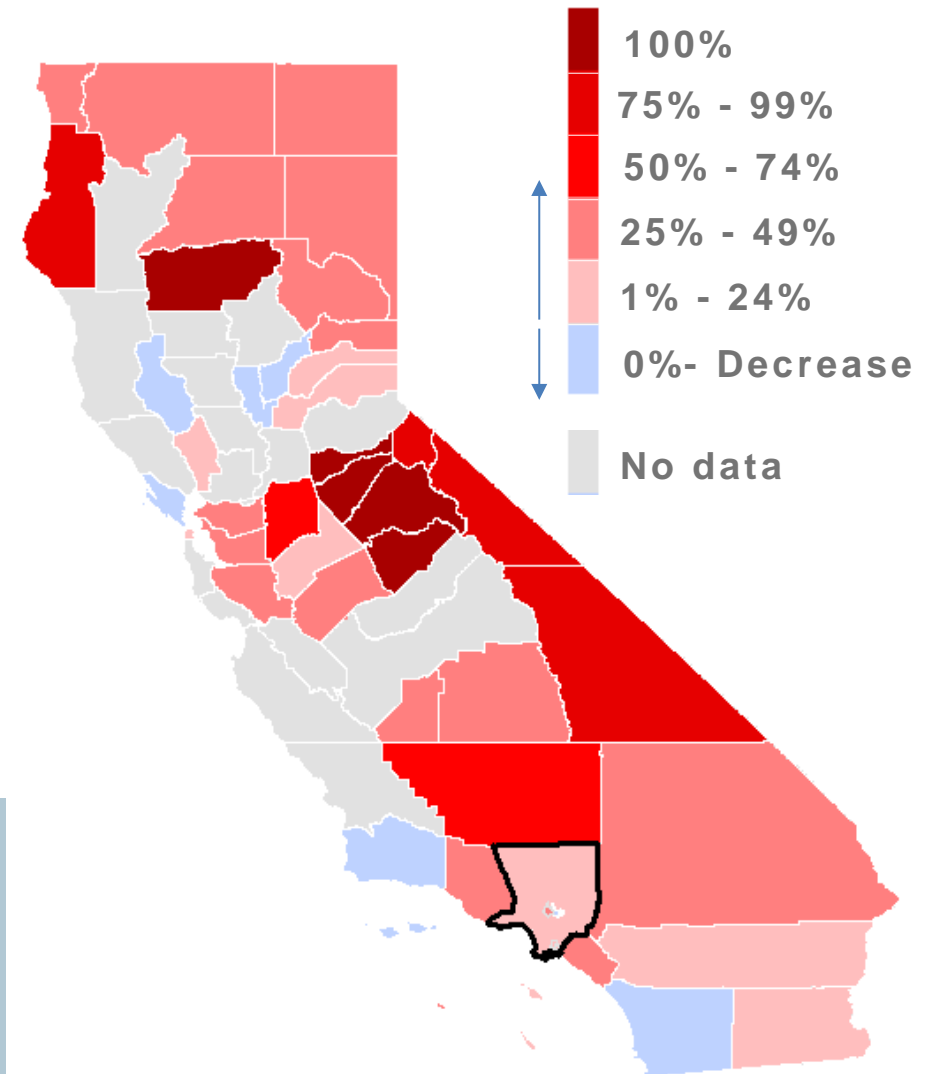 100%
75% - 99%
50% - 74%
25% - 49%
1% - 24%
0%- Decrease
No data